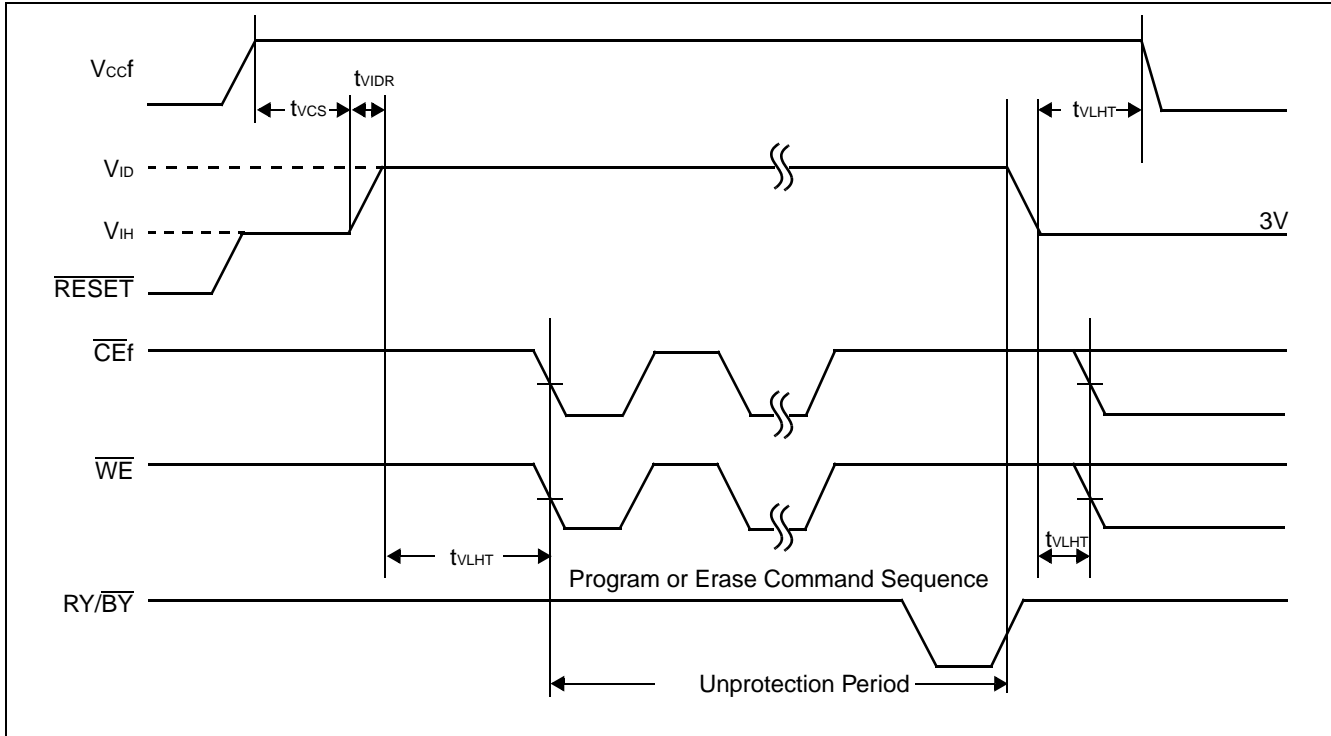 Vccf
tVIDR
tVCS
tVLHT
VID
VIH
3V
RESET
CEf
WE
tVLHT
tVLHT
Program or Erase Command Sequence
RY/BY
Unprotection Period